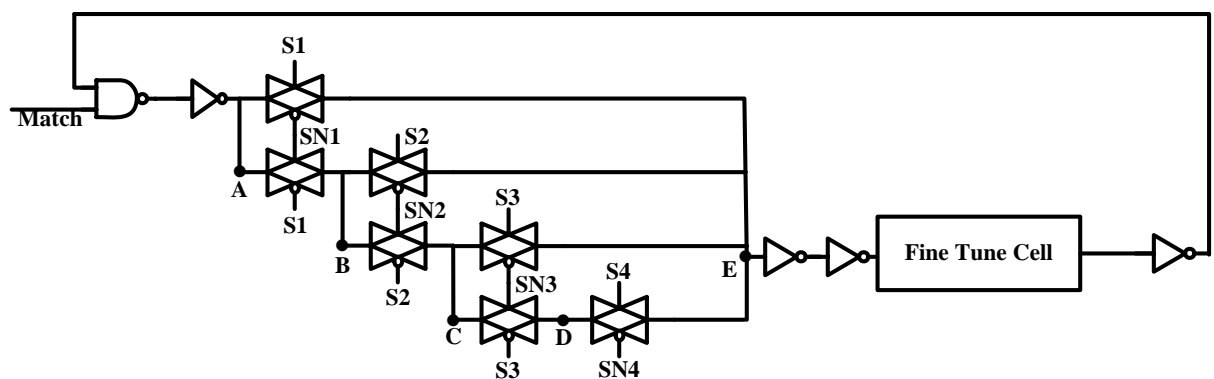 S1
Match
SN1
S2
A
S1
SN2
S3
B
E
Fine Tune Cell
S2
SN3
S4
C
D
S3
SN4